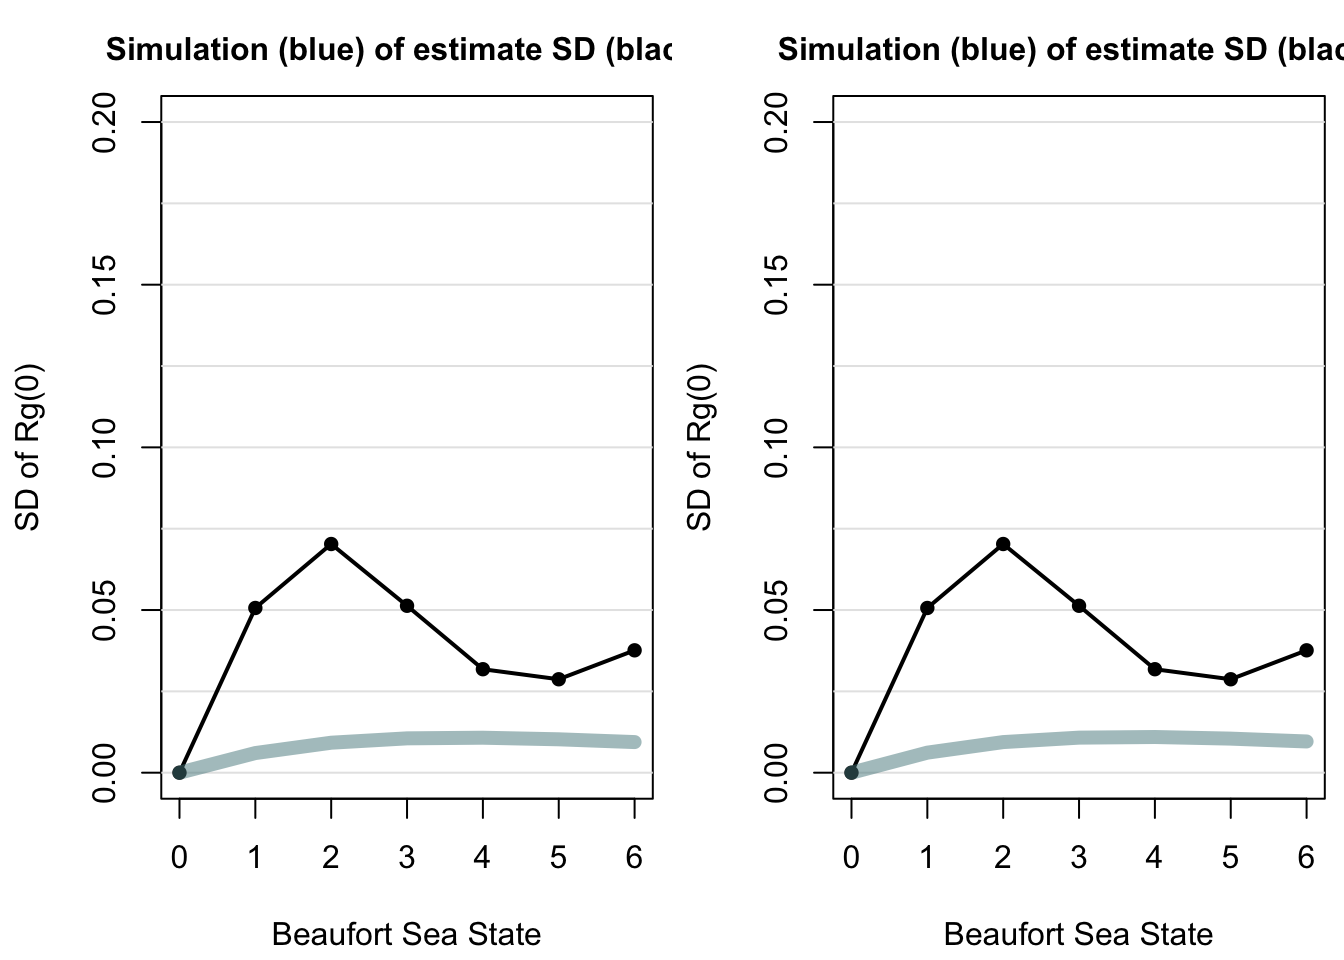 Simulation (blue) of estimate SD (blac
SD of Rg(0)
0.20
0.15
0.10
0.05
0.00
0 1 2 3 4 5 6
Beaufort Sea State
Simulation (blue) of estimate SD (blac
SD of Rg(0)
0.20
0.15
0.10
0.05
0.00
0 1 2 3 4 5 6
Beaufort Sea State